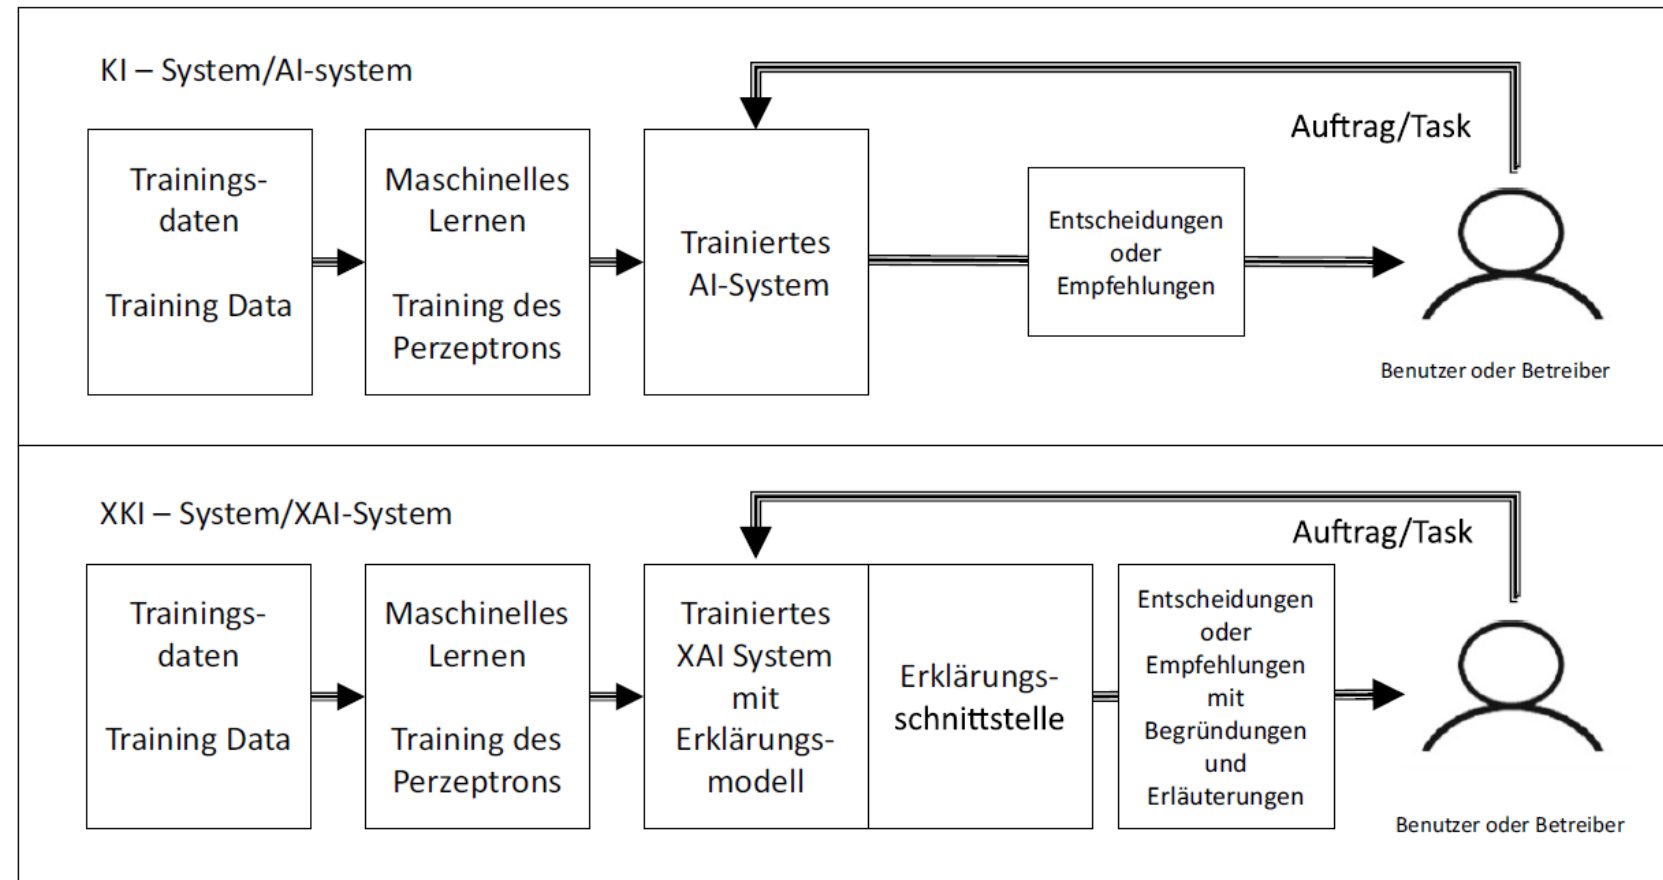 KI – System/AI-system
Auftrag/Task
Trainings-
daten
Training Data
Maschinelles
Lernen
Training des
Perzeptrons
Trainiertes
AI-System
Entscheidungen
oder
Empfehlungen
Benutzer oder Betreiber
XKI – System/XAI-System
Auftrag/Task
Trainings-
daten
Training Data
Maschinelles
Lernen
Training des
Perzeptrons
Trainiertes
XAI System
mit
Erklärungs-
modell
Erklärungs-
schnittstelle
Entscheidungen
oder
Empfehlungen
mit
Begründungen
und
Erläuterungen
Benutzer oder Betreiber